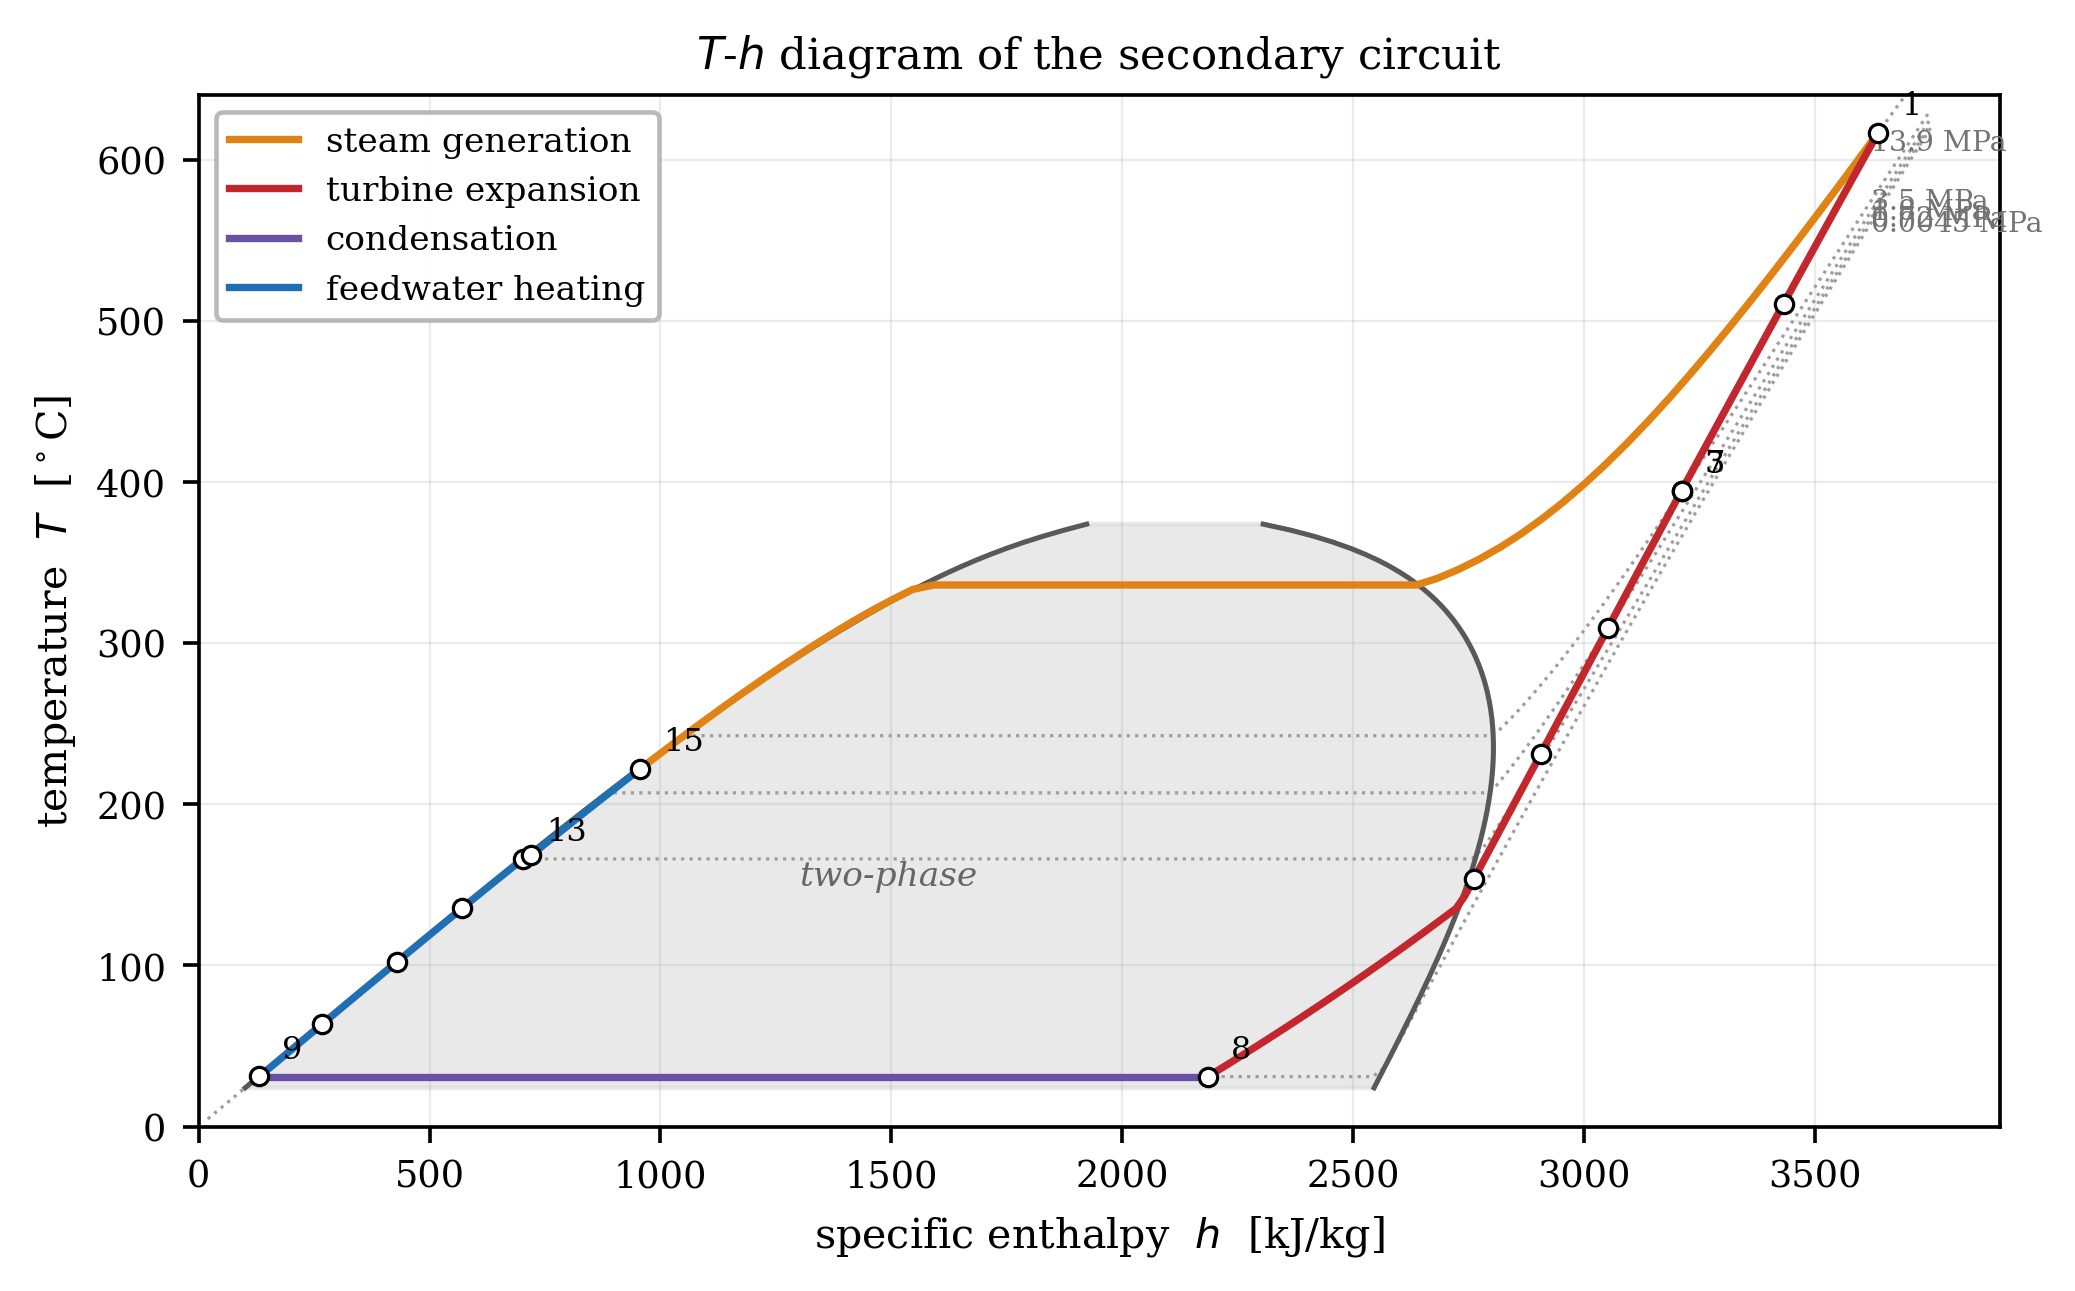 T-h diagram of the secondary circuit
steam generation
turbine expansion
condensation
feedwater heating
temperature T [°C]
600
500
400
300
200
100
0
1
13.9 MPa
3.5 MPa
0.0045 MPa
7
15
13
two-phase
9
8
0
500
1000
1500
2000
2500
3000
3500
specific enthalpy h [kJ/kg]